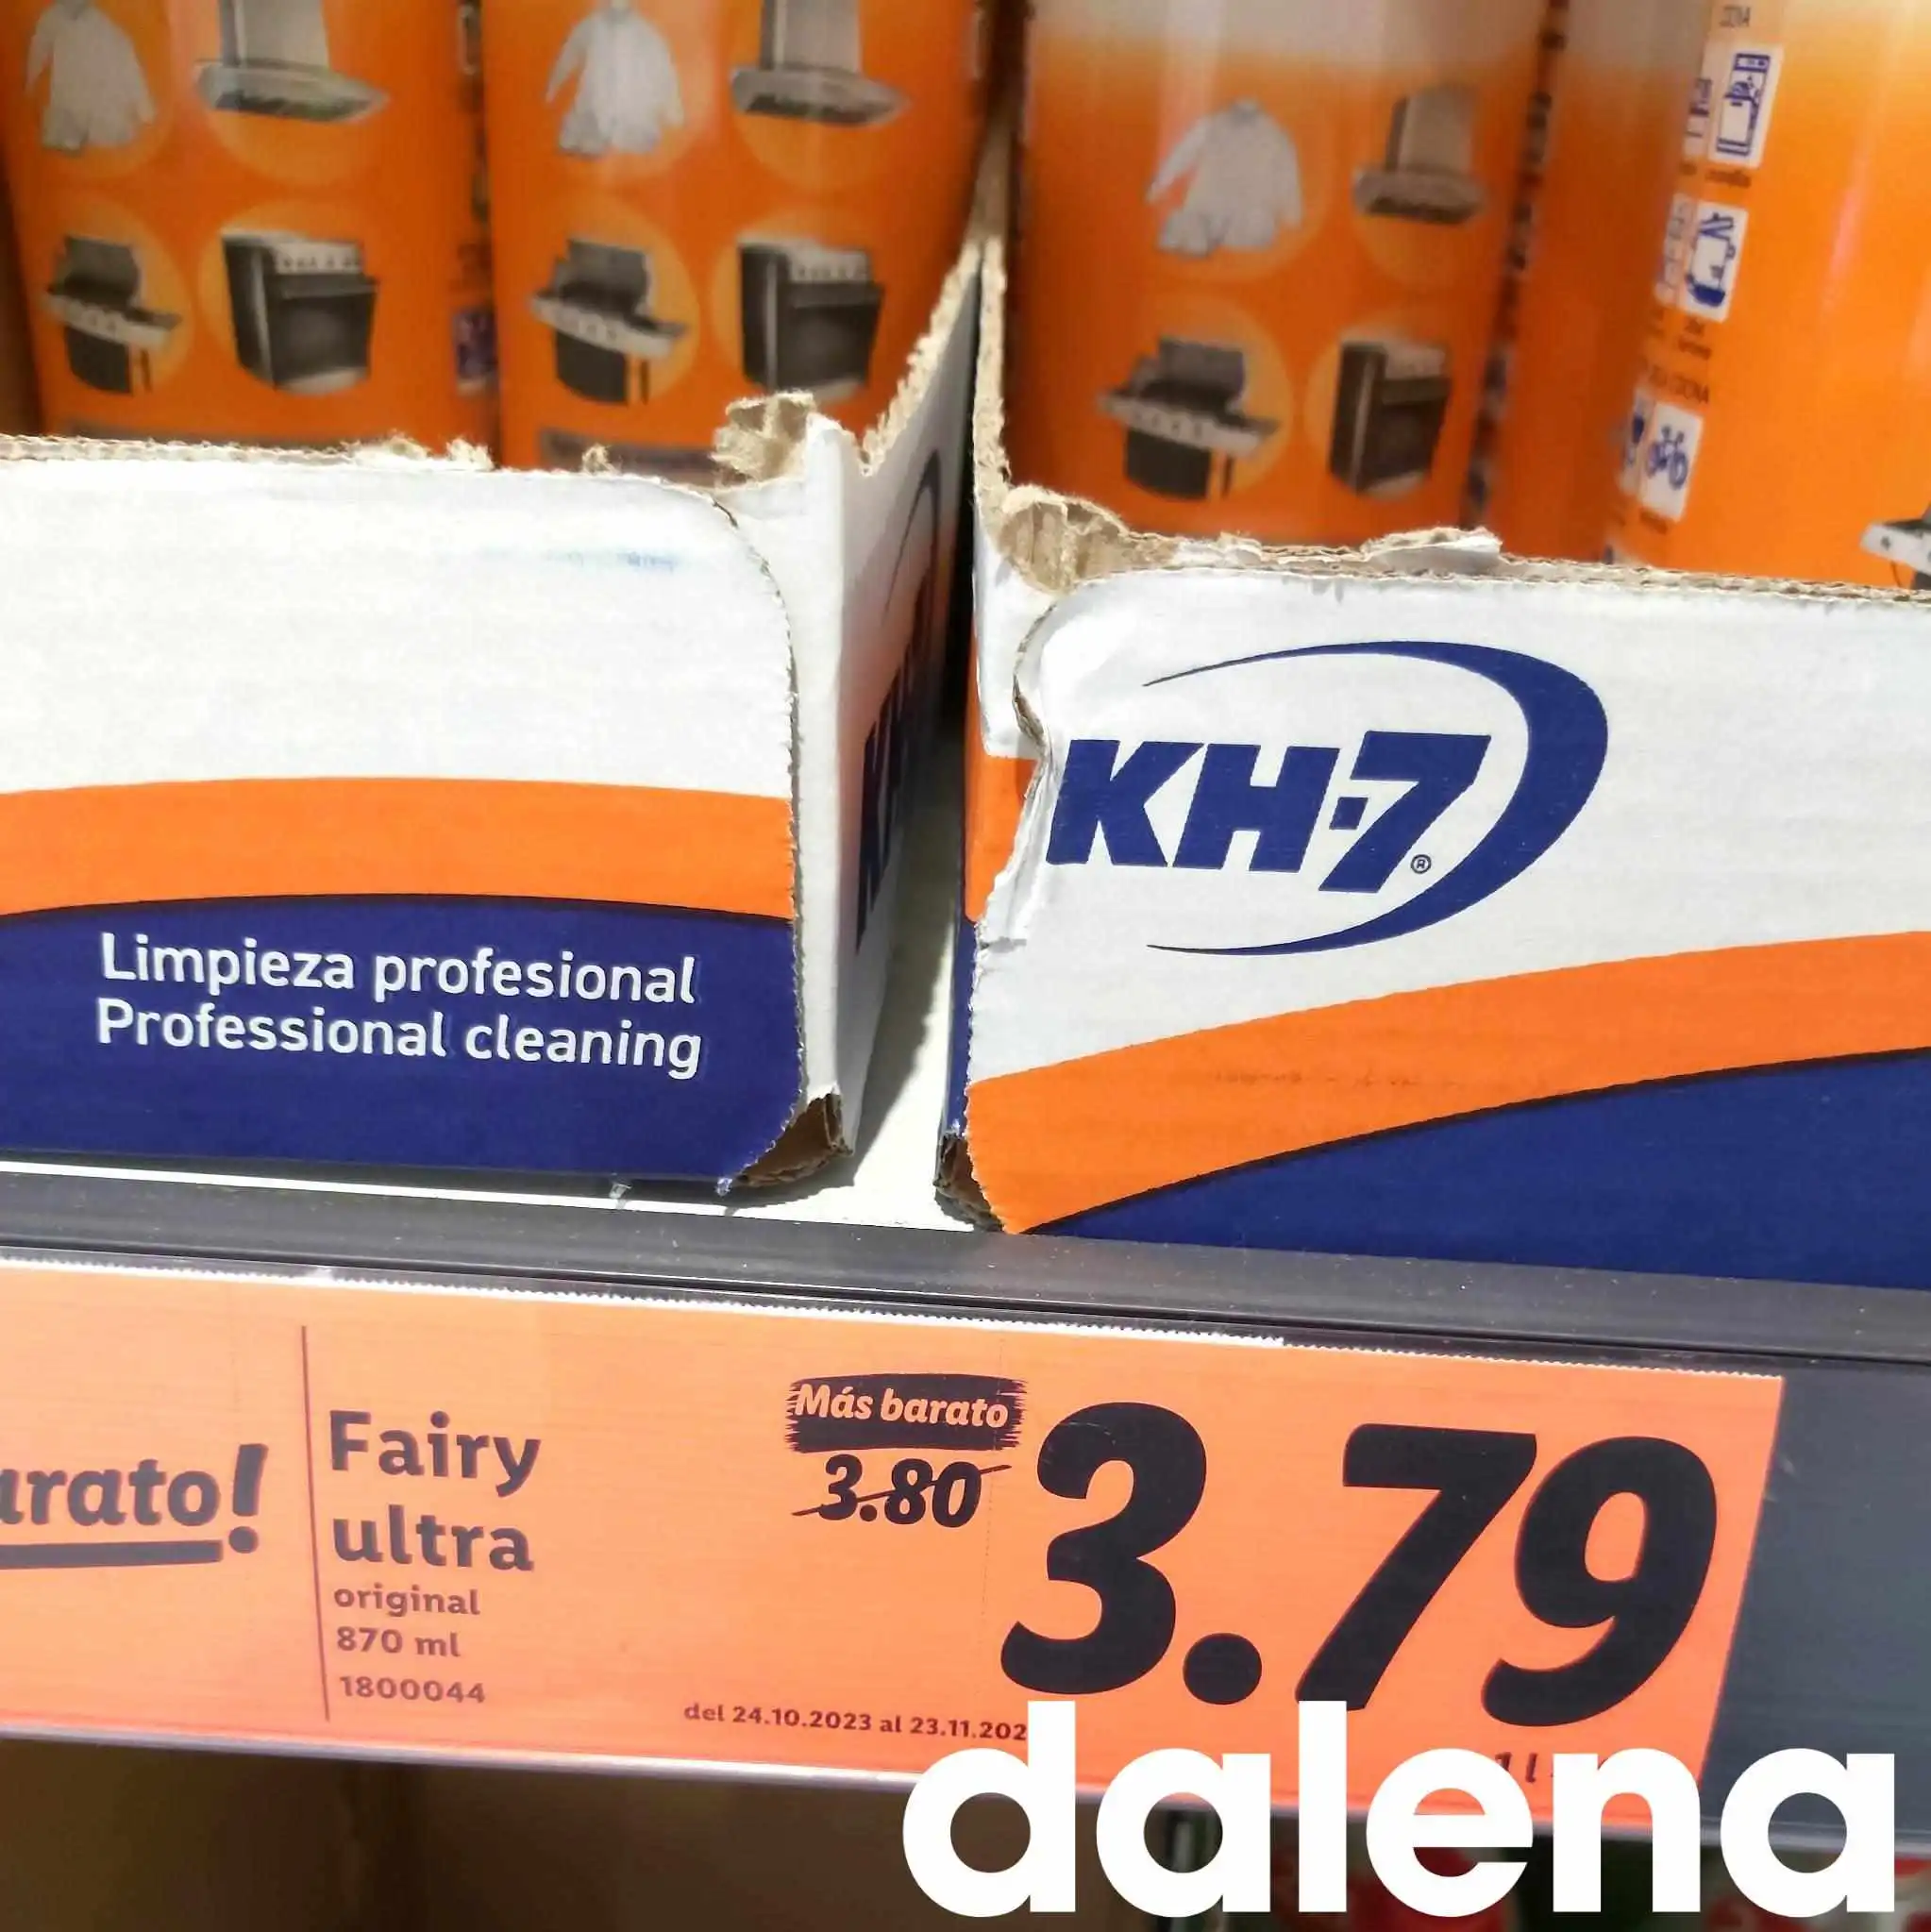 KH-7®
Limpieza profesional
Professional cleaning
Fairy
ultra
original
870 ml
1800044
Más barato
3.80
3.79
del 24.10.2023 al 23.11.202
1 l
dalena